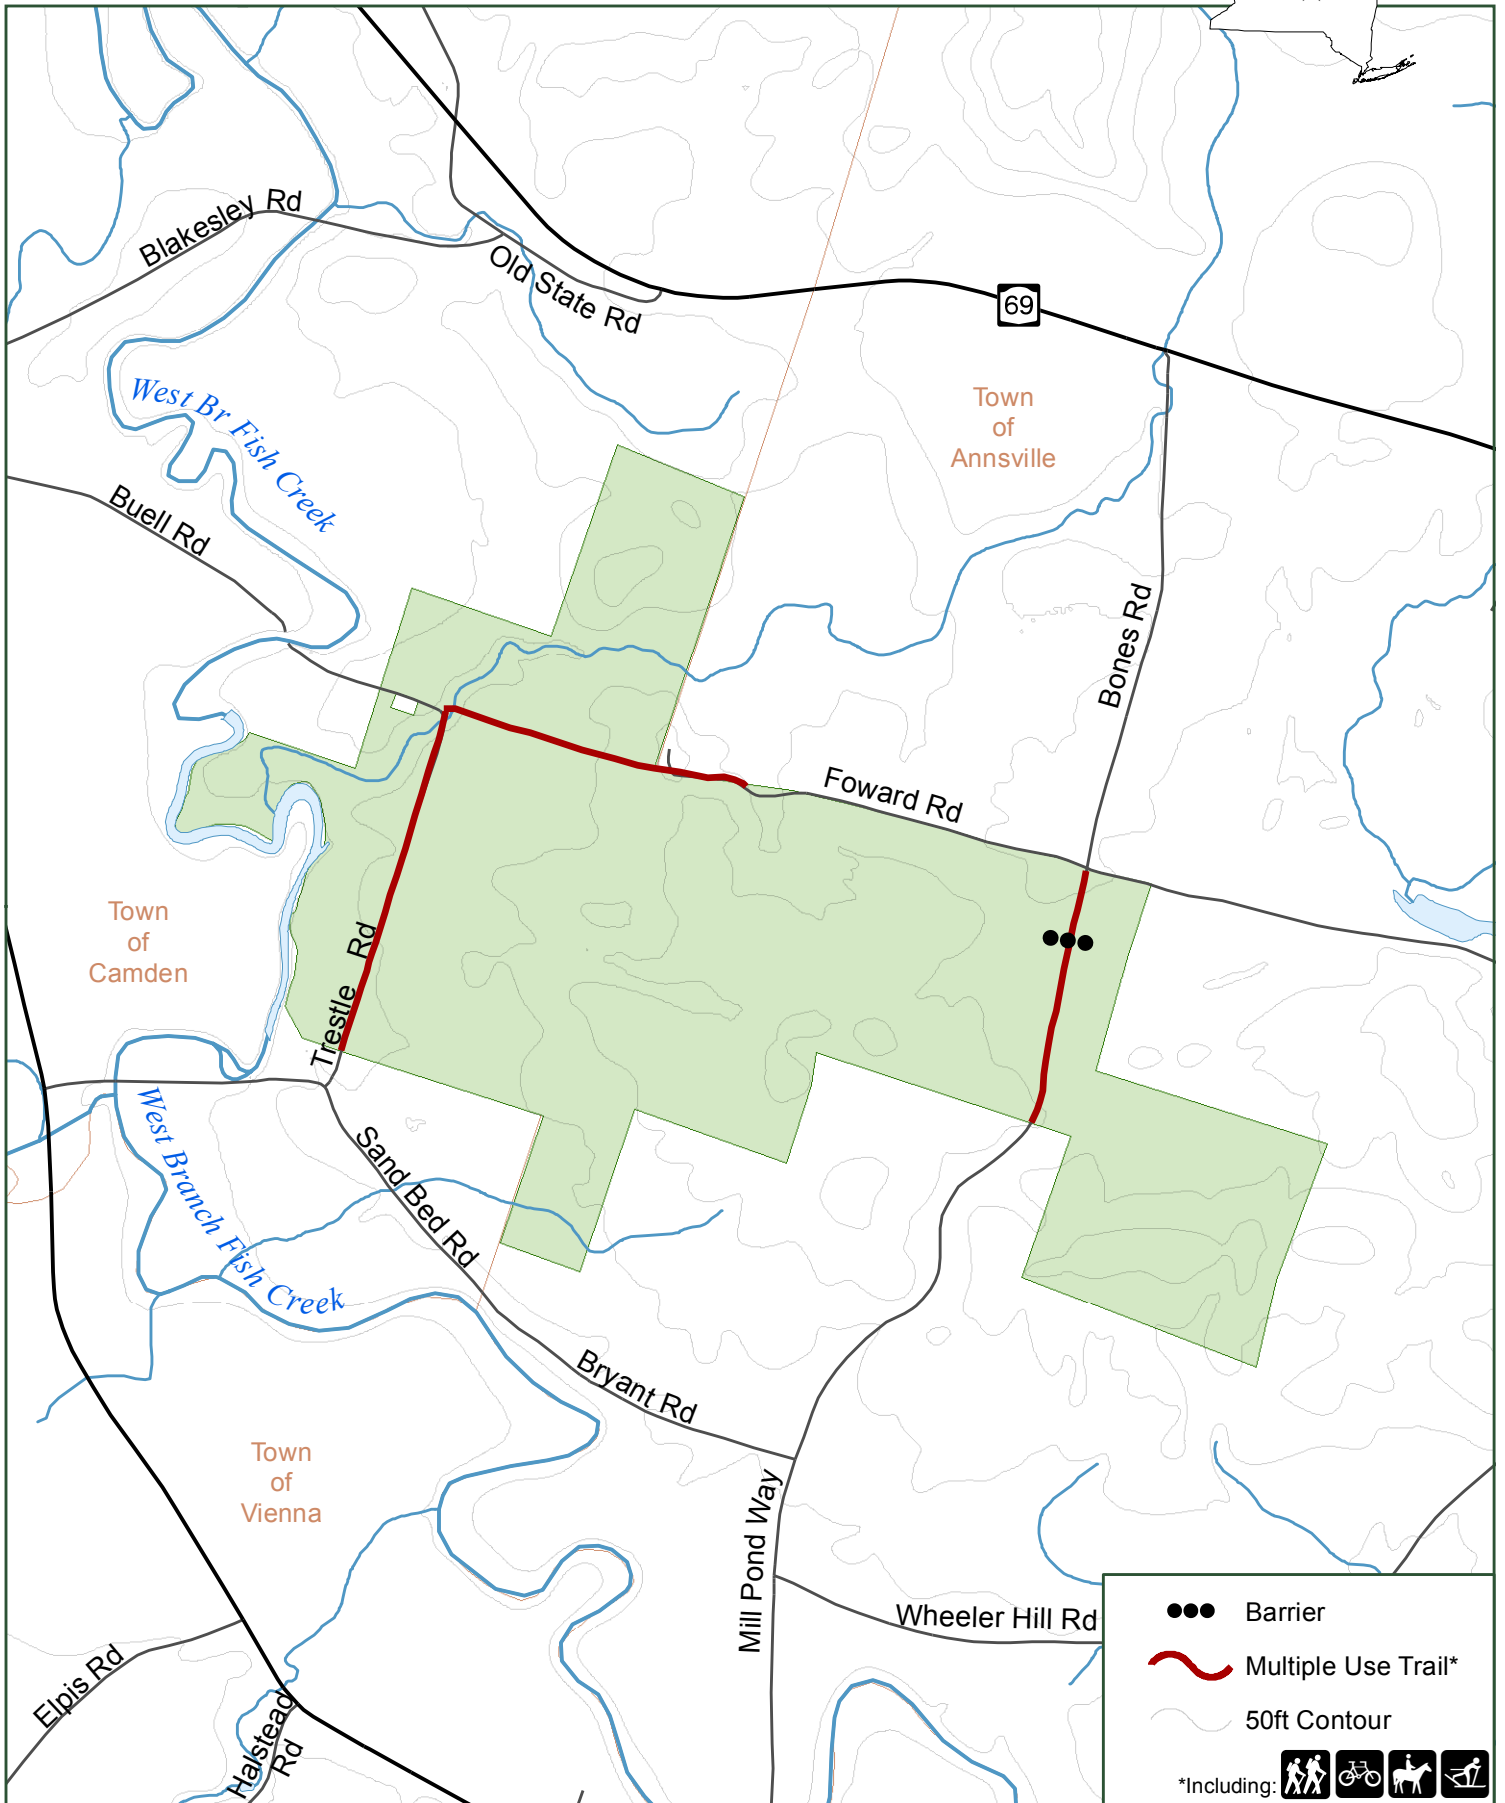 Blakesley Rd
Old State Rd
69
West Br Fish Creek
Town
of
Annsville
Buell Rd
Bones Rd
Foward Rd
Town
of
Camden
Trestle Rd
West Branch Fish Creek
Sand Bed Rd
Bryant Rd
Town
of
Vienna
Mill Pond Way
Wheeler Hill Rd
Elpis Rd
Halstead
Rd
Barrier
Multiple Use Trail*
50ft Contour
*Including: